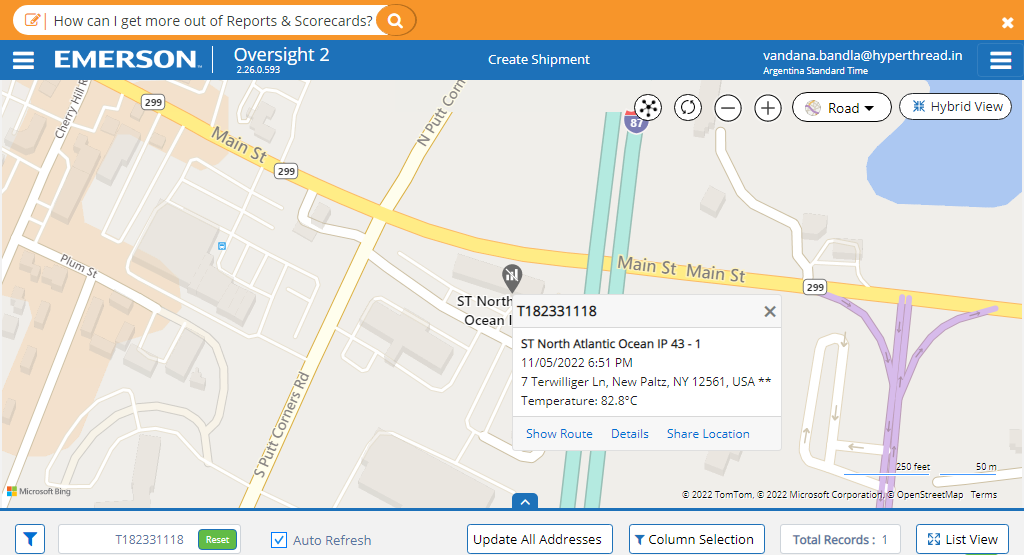 How can I get more out of Reports & Scorecards?
EMERSON
Oversight 2
2.26.0.593
Create Shipment
vandana.bandla@hyperthread.in
Argentina Standard Time
Cherry Hill R
299
Main St
299
N Putt Corn
87
Road
Hybrid View
Plum St
Main St Main St
299
ST North
Ocean I
T182331118
ST North Atlantic Ocean IP 43 - 1
11/05/2022 6:51 PM
7 Terwilliger Ln, New Paltz, NY 12561, USA **
Temperature: 82.8°C
Show Route Details Share Location
S Putt Corners Rd
250 feet 50 m
Microsoft Bing
© 2022 TomTom, © 2022 Microsoft Corporation, © OpenStreetMap Terms
T182331118 Reset
Auto Refresh
Update All Addresses
Column Selection
Total Records : 1
List View